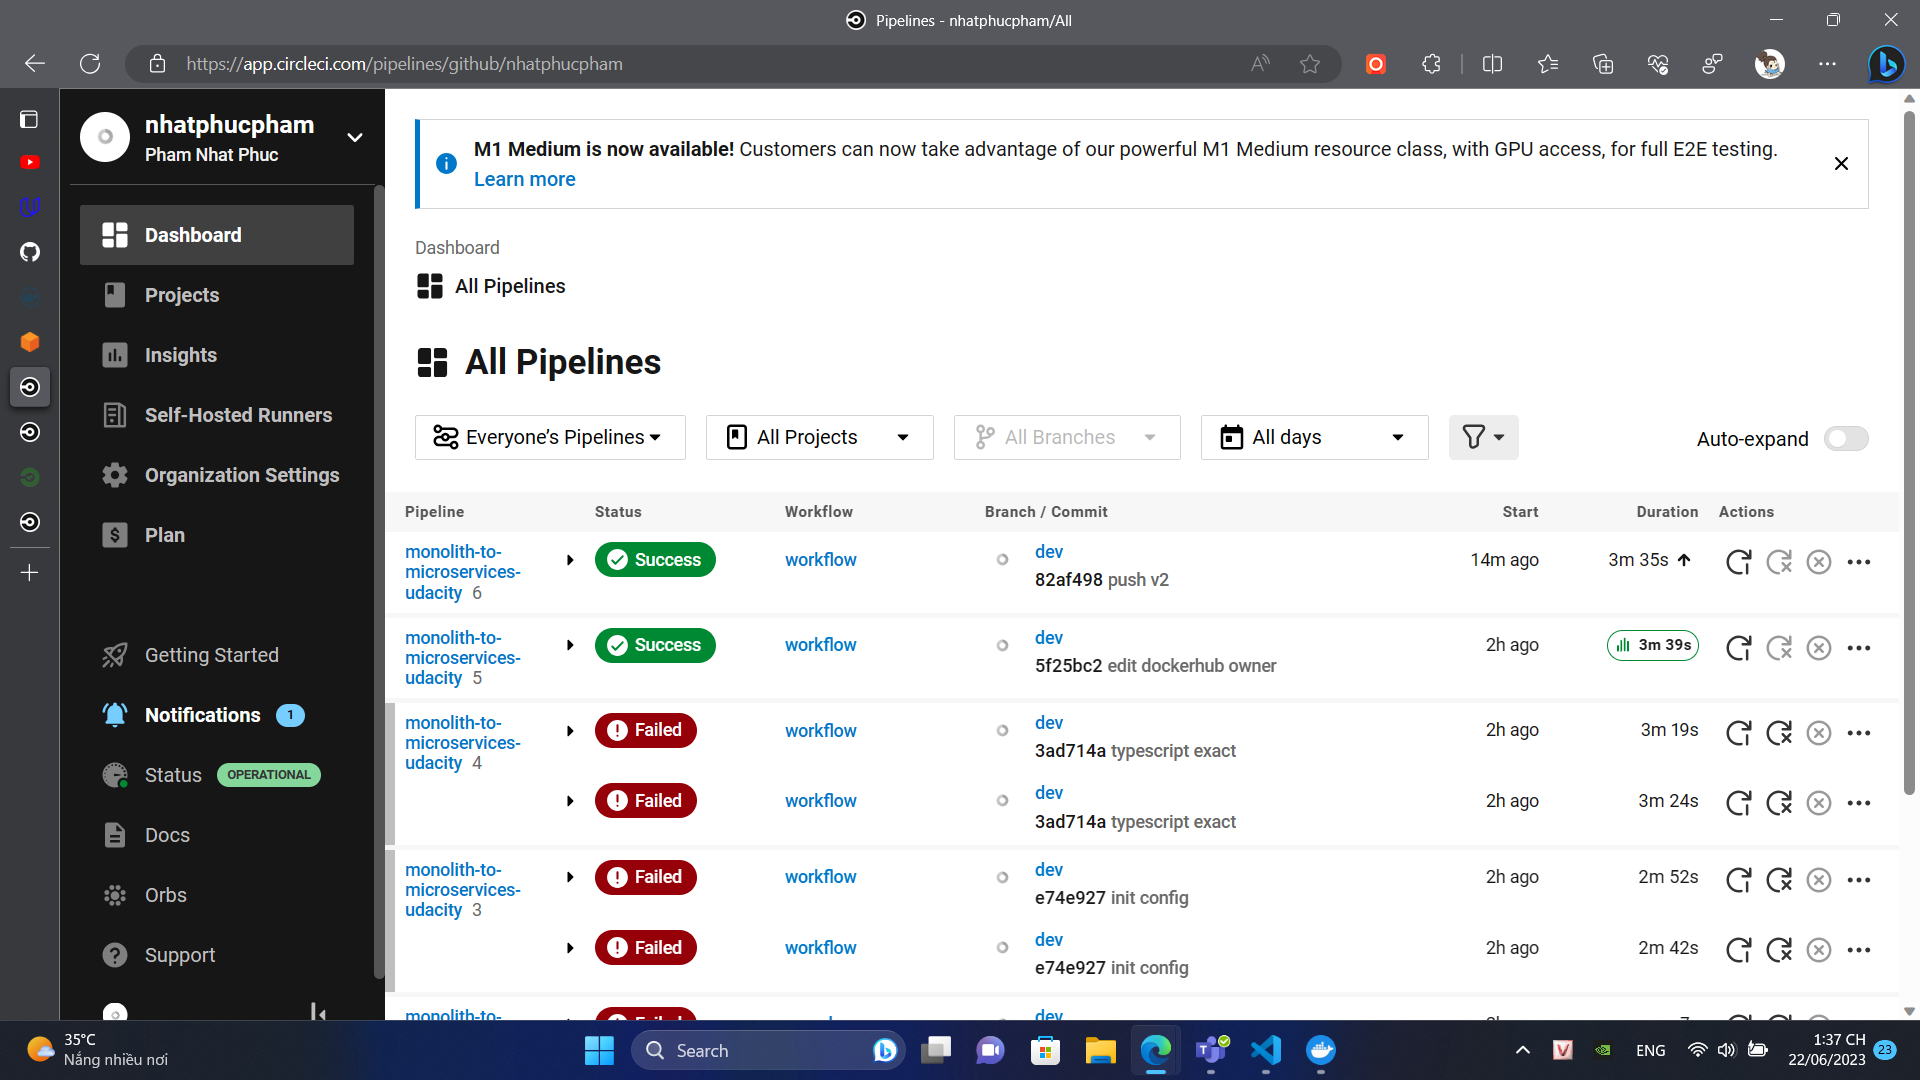 Pipelines - nhatphucpham/All
https://app.circleci.com/pipelines/github/nhatphucpham
nhatphucpham
Pham Nhat Phuc
Dashboard
Projects
Insights
Self-Hosted Runners
Organization Settings
Plan
Getting Started
Notifications 1
Status OPERATIONAL
Docs
Orbs
Support
M1 Medium is now available! Customers can now take advantage of our powerful M1 Medium resource class, with GPU access, for full E2E testing.
Learn more
Dashboard
All Pipelines
All Pipelines
Everyone’s Pipelines All Projects All Branches All days Auto-expand
Pipeline Status Workflow Branch / Commit Start Duration Actions
monolith-to-
microservices-
udacity 6
Success workflow dev 14m ago 3m 35s
82af498 push v2
monolith-to-
microservices-
udacity 5
Success workflow dev 2h ago 3m 39s
5f25bc2 edit dockerhub owner
monolith-to-
microservices-
udacity 4
Failed workflow dev 2h ago 3m 19s
3ad714a typescript exact
Failed workflow dev 2h ago 3m 24s
3ad714a typescript exact
monolith-to-
microservices-
udacity 3
Failed workflow dev 2h ago 2m 52s
e74e927 init config
Failed workflow dev 2h ago 2m 42s
e74e927 init config
monolith-to-
dev
35°C
Nắng nhiều nơi
Search
ENG
1:37 CH
22/06/2023 23